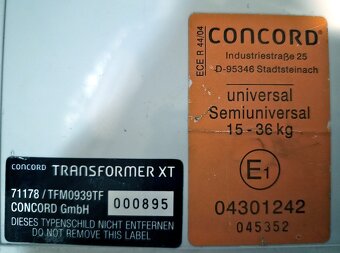 CONCORD
Industriestraße 25
D-95346 Stadtsteinach
ECE R 44/04
universal
Semiuniversal
15 - 36 kg
E1
04301242
045352
CONCORD TRANSFORMER XT
71178 / TFM0939TF
CONCORD GmbH
000895
DIESES TYPENSCHILD NICHT ENTFERNEN
DO NOT REMOVE THIS LABEL